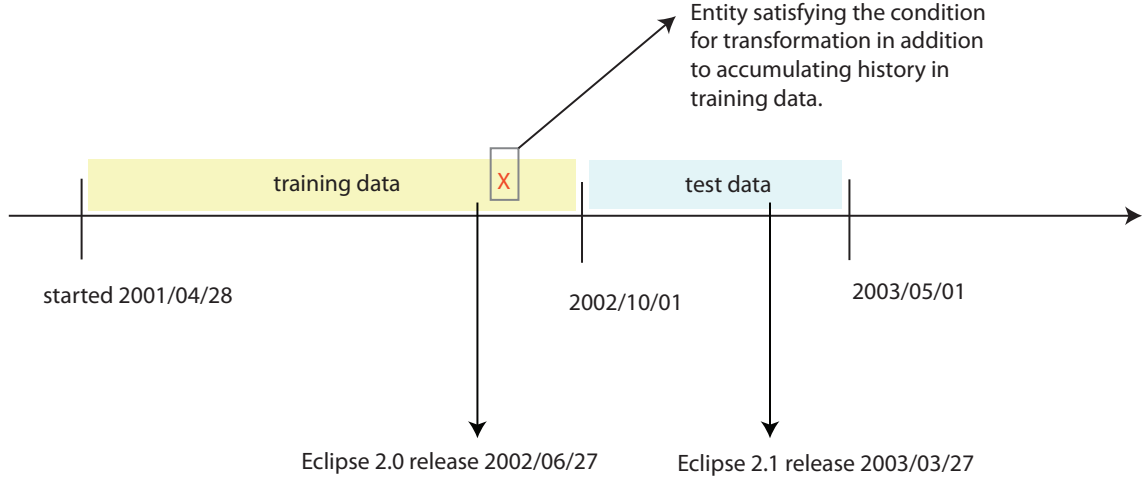 Entity satisfying the condition
for transformation in addition
to accumulating history in
training data.
training data
X
test data
started 2001/04/28
2002/10/01
2003/05/01
Eclipse 2.0 release 2002/06/27
Eclipse 2.1 release 2003/03/27